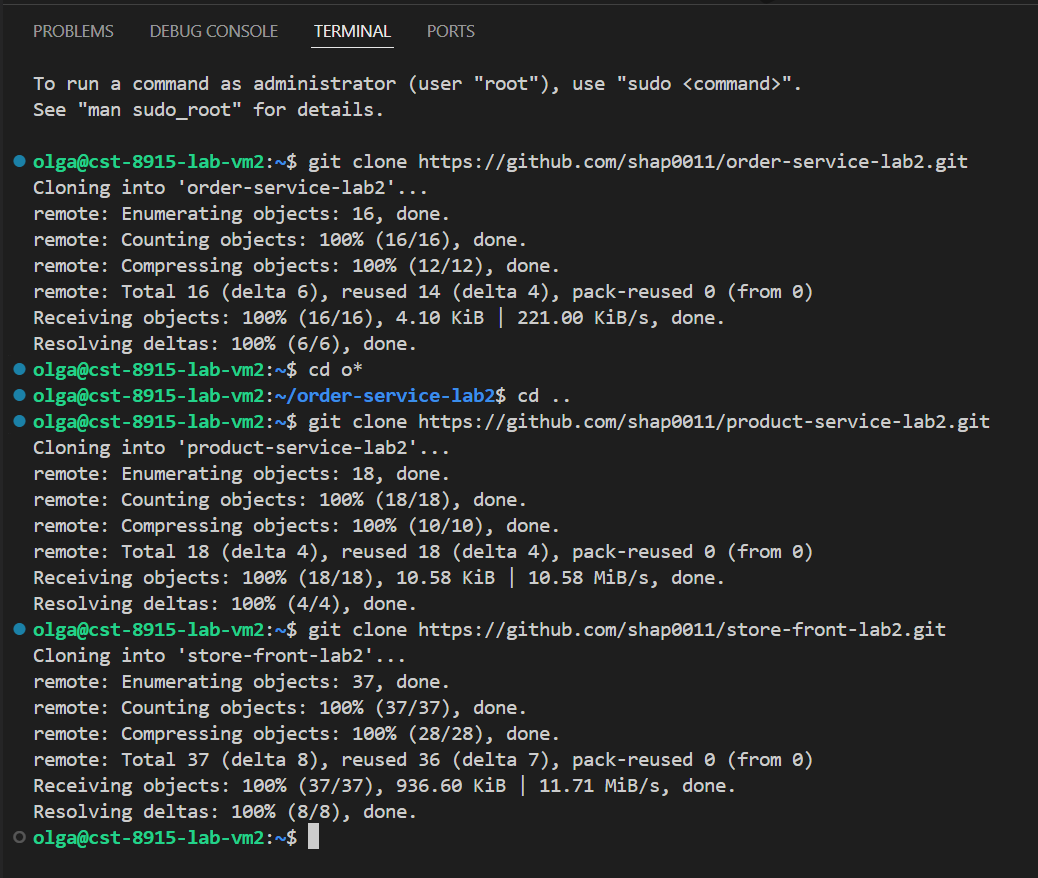 PROBLEMS DEBUG CONSOLE TERMINAL PORTS
To run a command as administrator (user "root"), use "sudo <command>".
See "man sudo_root" for details.
olga@cst-8915-lab-vm2:~$ git clone https://github.com/shap0011/order-service-lab2.git
Cloning into 'order-service-lab2'...
remote: Enumerating objects: 16, done.
remote: Counting objects: 100% (16/16), done.
remote: Compressing objects: 100% (12/12), done.
remote: Total 16 (delta 6), reused 14 (delta 4), pack-reused 0 (from 0)
Receiving objects: 100% (16/16), 4.10 KiB | 221.00 KiB/s, done.
Resolving deltas: 100% (6/6), done.
olga@cst-8915-lab-vm2:~$ cd o*
olga@cst-8915-lab-vm2:~/order-service-lab2$ cd ..
olga@cst-8915-lab-vm2:~$ git clone https://github.com/shap0011/product-service-lab2.git
Cloning into 'product-service-lab2'...
remote: Enumerating objects: 18, done.
remote: Counting objects: 100% (18/18), done.
remote: Compressing objects: 100% (10/10), done.
remote: Total 18 (delta 4), reused 18 (delta 4), pack-reused 0 (from 0)
Receiving objects: 100% (18/18), 10.58 KiB | 10.58 MiB/s, done.
Resolving deltas: 100% (4/4), done.
olga@cst-8915-lab-vm2:~$ git clone https://github.com/shap0011/store-front-lab2.git
Cloning into 'store-front-lab2'...
remote: Enumerating objects: 37, done.
remote: Counting objects: 100% (37/37), done.
remote: Compressing objects: 100% (28/28), done.
remote: Total 37 (delta 8), reused 36 (delta 7), pack-reused 0 (from 0)
Receiving objects: 100% (37/37), 936.60 KiB | 11.71 MiB/s, done.
Resolving deltas: 100% (8/8), done.
olga@cst-8915-lab-vm2:~$